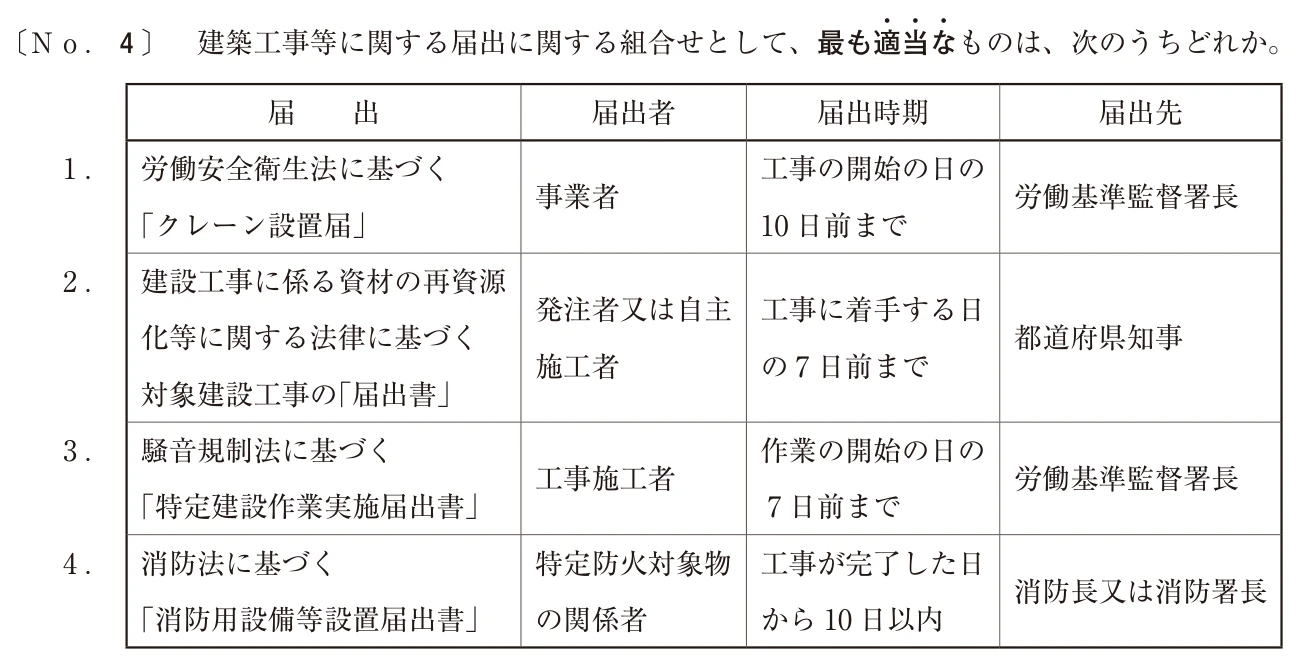 〔No. 4〕 建築工事等に関する届出に関する組合せとして、最も適当なものは、次のうちどれか。
届 出 届出者 届出時期 届出先
1. 労働安全衛生法に基づく
「クレーン設置届」
事業者
工事の開始の日の
10日前まで
労働基準監督署長
2. 建設工事に係る資材の再資源
化等に関する法律に基づく
対象建設工事の「届出書」
発注者又は自主
施工者
工事に着手する日
の7日前まで
都道府県知事
3. 騒音規制法に基づく
「特定建設作業実施届出書」
工事施工者
作業の開始の日の
7日前まで
労働基準監督署長
4. 消防法に基づく
「消防用設備等設置届出書」
特定防火対象物
の関係者
工事が完了した日
から10日以内
消防長又は消防署長